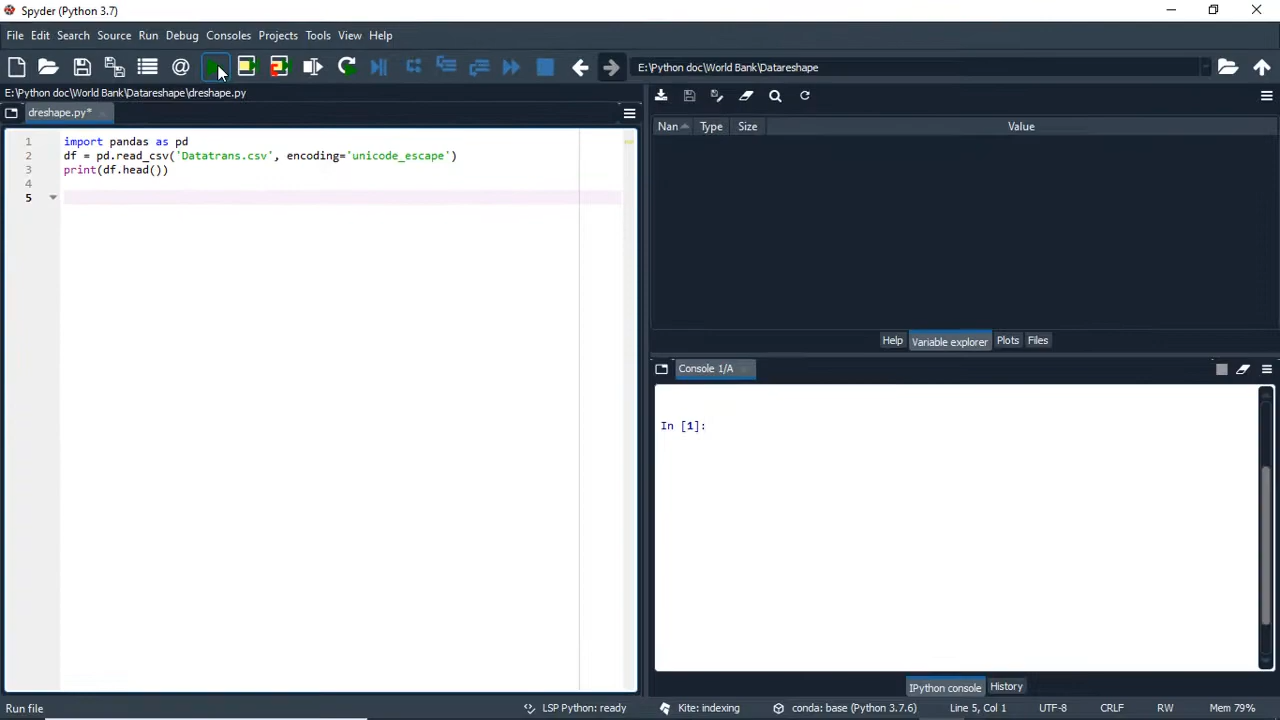 Spyder (Python 3.7)
File Edit Search Source Run Debug Consoles Projects Tools View Help
E:\Python doc\World Bank\Datareshape
E:\Python doc\World Bank\Datareshape\dreshape.py
dreshape.py*
1 import pandas as pd
2 df = pd.read_csv('Datatrans.csv', encoding='unicode_escape')
3 print(df.head())
4
5
Nan Type Size Value
Help Variable explorer Plots Files
Console 1/A
In [1]:
IPython console History
Run file LSP Python: ready Kite: indexing conda: base (Python 3.7.6) Line 5, Col 1 UTF-8 CRLF RW Mem 79%